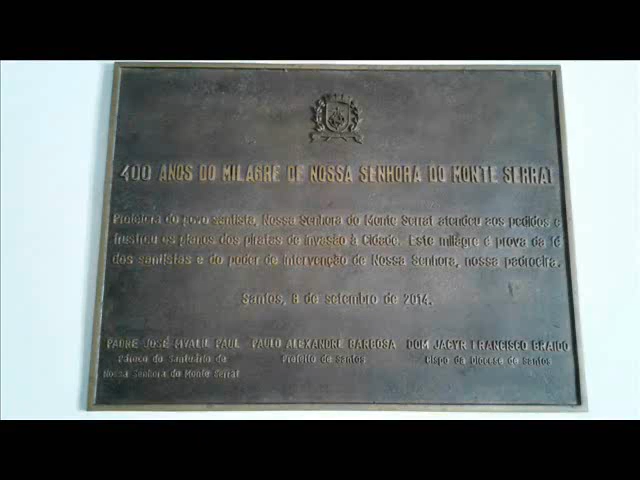 400 ANOS DO MILAGRE DE NOSSA SENHORA DO MONTE SERRAT
Protetora do povo santista, Nossa Senhora do Monte Serrat atendeu aos pedidos e
frustrou os planos dos piratas de invasão à Cidade. Este milagre é prova da fé
dos santistas e do poder de intervenção de Nossa Senhora, nossa padroeira.
Santos, 8 de setembro de 2014.
PADRE JOSÉ MYALIL PAUL PAULO ALEXANDRE BARBOSA DOM JACYR FRANCISCO BRAIDO
Pároco do Santuário de Prefeito de Santos Bispo da Diocese de Santos
Nossa Senhora do Monte Serrat